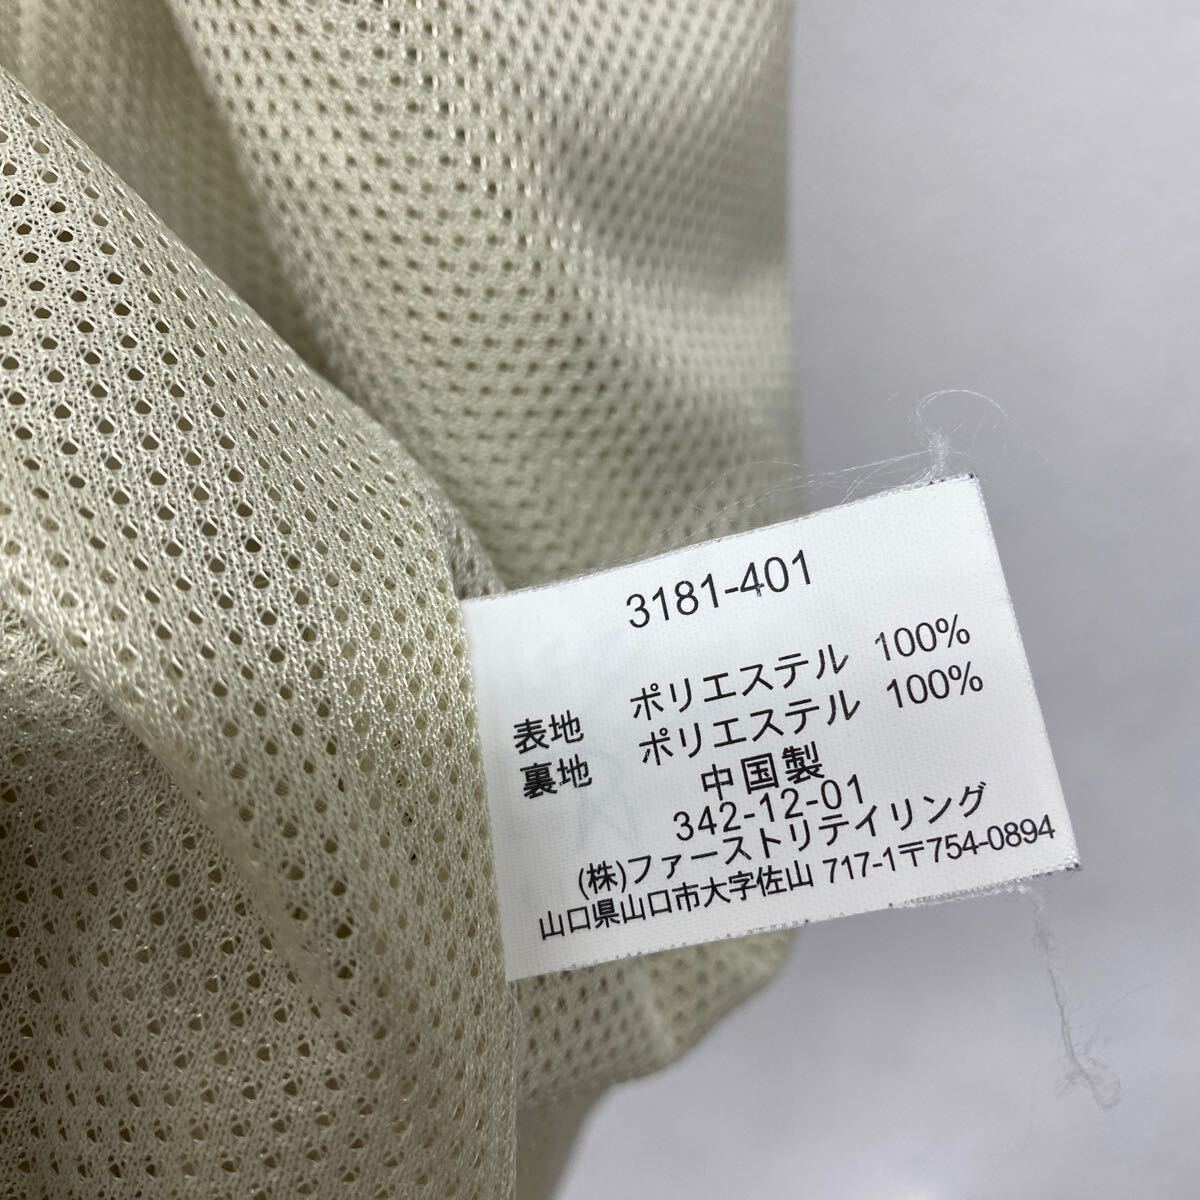 3181-401
表地 ポリエステル 100%
裏地 ポリエステル 100%
中国製
342-12-01
(株)ファーストリテイリング
山口県山口市大字佐山 717-1〒754-0894